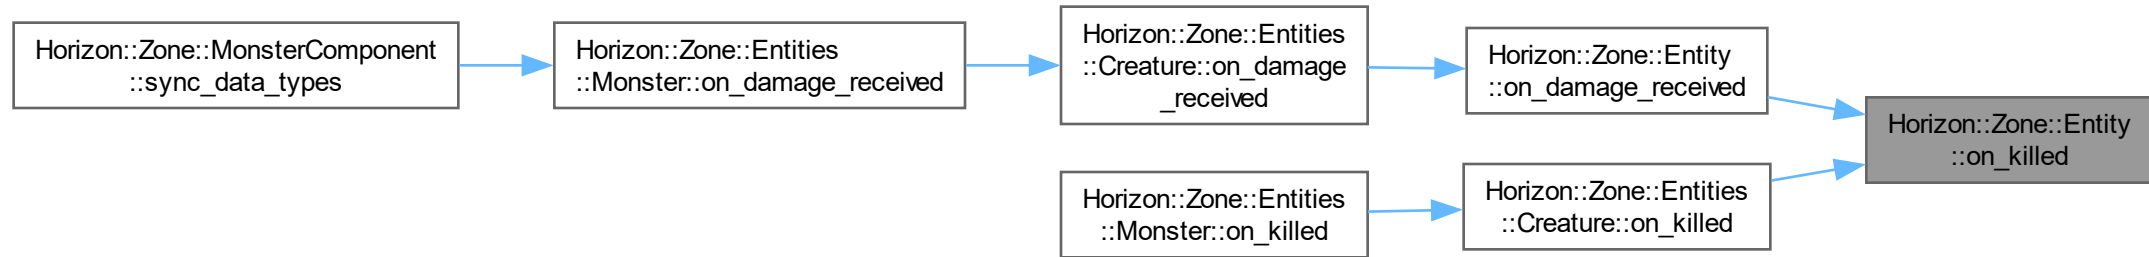 Horizon::Zone::MonsterComponent
::sync_data_types
Horizon::Zone::Entities
::Monster::on_damage_received
Horizon::Zone::Entities
::Creature::on_damage
_received
Horizon::Zone::Entity
::on_damage_received
Horizon::Zone::Entity
::on_killed
Horizon::Zone::Entities
::Monster::on_killed
Horizon::Zone::Entities
::Creature::on_killed